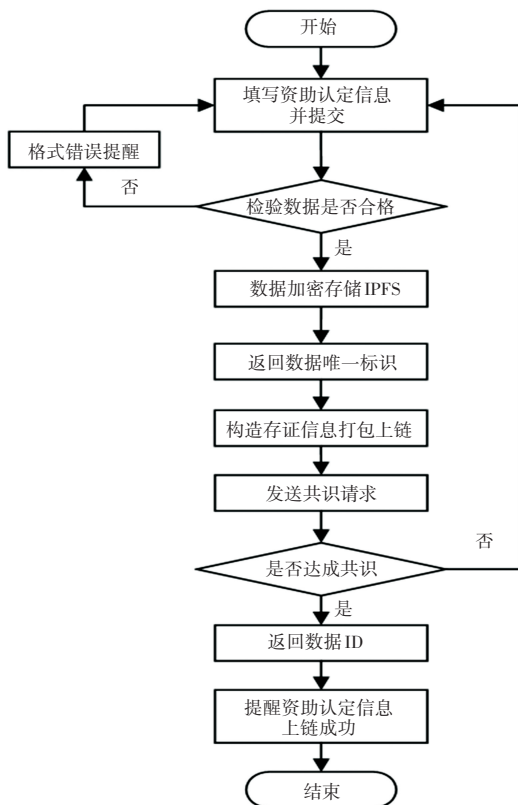 开始
填写资助认定信息
并提交
格式错误提醒
否
检验数据是否合格
是
数据加密存储IPFS
返回数据唯一标识
构造存证信息打包上链
发送共识请求
否
是否达成共识
是
返回数据ID
提醒资助认定信息
上链成功
结束